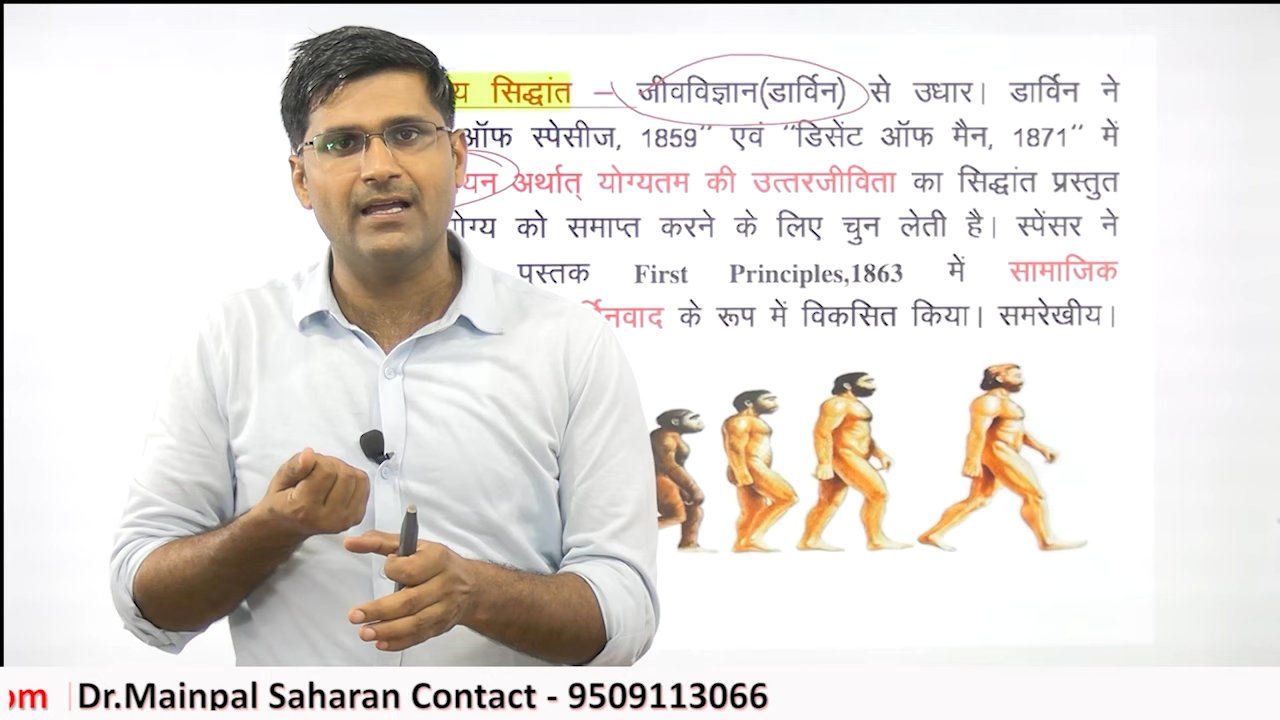 सिद्धांत – जीवविज्ञान(डार्विन) से उधार। डार्विन ने
ऑफ स्पेसीज, 1859” एवं “डिसेंट ऑफ मैन, 1871” में
अर्थात् योग्यतम की उत्तरजीविता का सिद्धांत प्रस्तुत
को समाप्त करने के लिए चुन लेती है। स्पेंसर ने
पस्तक First Principles,1863 में सामाजिक
के रूप में विकसित किया। समरेखीय।
Dr.Mainpal Saharan Contact - 9509113066